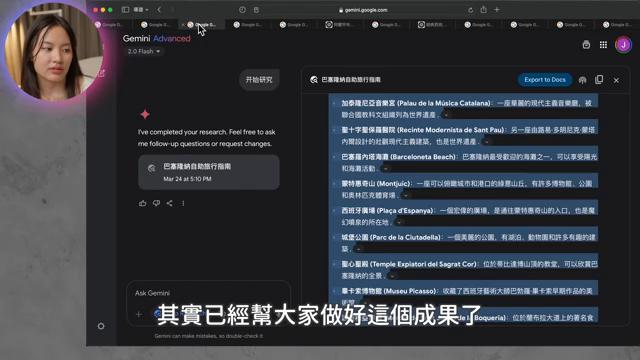 gemini.google.com
Gemini Advanced
2.0 Flash
开始研究
I've completed your research. Feel free to ask
me follow-up questions or request changes.
巴塞隆納自助旅行指南
Mar 24 at 5:10 PM
Ask Gemini
Gemini can make mistakes, so double-check it
巴塞隆納自助旅行指南
Export to Docs
加泰隆尼亞音樂宮 (Palau de la Música Catalana)：一座華麗的現代主義音樂廳，被
聯合國教科文組織列為世界遺產。
聖十字聖保羅醫院 (Recinte Modernista de Sant Pau)：另一座由路易·多明尼克·蒙塔
內爾設計的壯觀現代主義建築，也是世界遺產。
巴塞羅內塔海灘 (Barceloneta Beach)：巴塞隆納最受歡迎的海灘之一，可以享受陽光
和海灘活動。
蒙特惠奇山 (Montjuïc)：一座可以俯瞰城市和港口的綠意山丘，有許多博物館、公園
和奧林匹克體育場。
西班牙廣場 (Plaça d'Espanya)：一個宏偉的廣場，是通往蒙特惠奇山的入口，也是魔
幻噴泉的所在地。
城堡公園 (Parc de la Ciutadella)：一個美麗的公園，有湖泊、動物園和許多有趣的建
築。
聖心聖殿 (Temple Expiatori del Sagrat Cor)：位於蒂比達博山頂的教堂，可以欣賞巴
塞隆納的全景。
畢卡索博物館 (Museu Picasso)：收藏了西班牙藝術大師巴勃羅·畢卡索早期作品的美
其實已經幫大家做好這個成果了